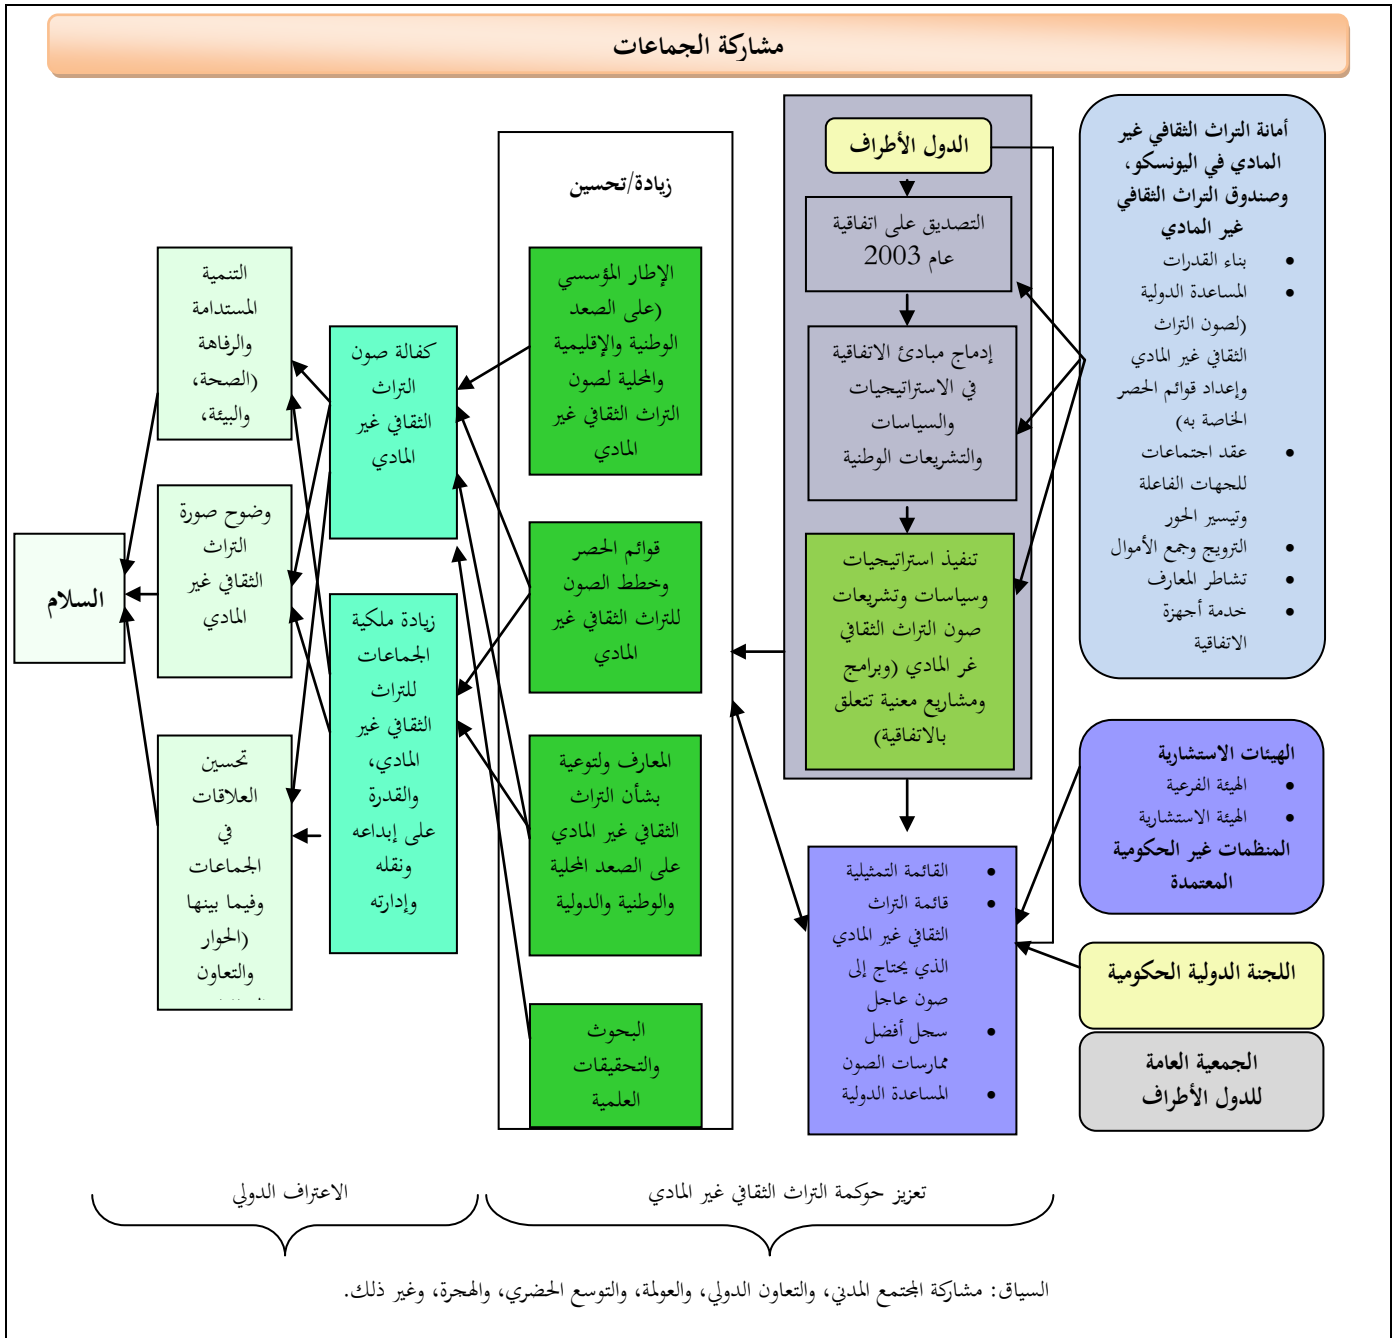 مشاركة الجماعات
أمانة التراث الثقافي غير
المادي في اليونسكو،
وصندوق التراث الثقافي
غير المادي
• بناء القدرات
• المساعدة الدولية
(لصون التراث
الثقافي غير المادي
وإعداد قوائم الحصر
الخاصة به)
• عقد اجتماعات
للجهات الفاعلة
وتيسير الحور
• الترويج وجمع الأموال
• تشاطر المعارف
• خدمة أجهزة
الاتفاقية
الهيئات الاستشارية
• الهيئة الفرعية
• الهيئة الاستشارية
المنظمات غير الحكومية
المعتمدة
اللجنة الدولية الحكومية
الجمعية العامة
للدول الأطراف
الدول الأطراف
التصديق على اتفاقية
عام 2003
إدماج مبادئ الاتفاقية
في الاستراتيجيات
والسياسات
والتشريعات الوطنية
تنفيذ استراتيجيات
وسياسات وتشريعات
صون التراث الثقافي
غر المادي (وبرامج
ومشاريع معنية تتعلق
بالاتفاقية)
• القائمة التمثيلية
• قائمة التراث
الثقافي غير المادي
الذي يحتاج إلى
صون عاجل
• سجل أفضل
ممارسات الصون
• المساعدة الدولية
زيادة/تحسين
الإطار المؤسسي
(على الصعد
الوطنية والإقليمية
والمحلية لصون
التراث الثقافي غير
المادي
قوائم الحصر
وخطط الصون
للتراث الثقافي غير
المادي
المعارف ولتوعية
بشأن التراث
الثقافي غير المادي
على الصعد المحلية
والوطنية والدولية
البحوث
والتحقيقات
العلمية
كفالة صون
التراث
الثقافي غير
المادي
زيادة ملكية
الجماعات
للتراث
الثقافي غير
المادي،
والقدرة
على إبداعه
ونقله
وإدارته
التنمية
المستدامة
والرفاهة
(الصحة،
والبيئة،
وضوح صورة
التراث
الثقافي غير
المادي
تحسين
العلاقات
في
الجماعات
وفيما بينها
(الحوار
والتعاون
السلام
تعزيز حوكمة التراث الثقافي غير المادي
الاعتراف الدولي
السياق: مشاركة المجتمع المدني، والتعاون الدولي، والعولمة، والتوسع الحضري، والهجرة، وغير ذلك.